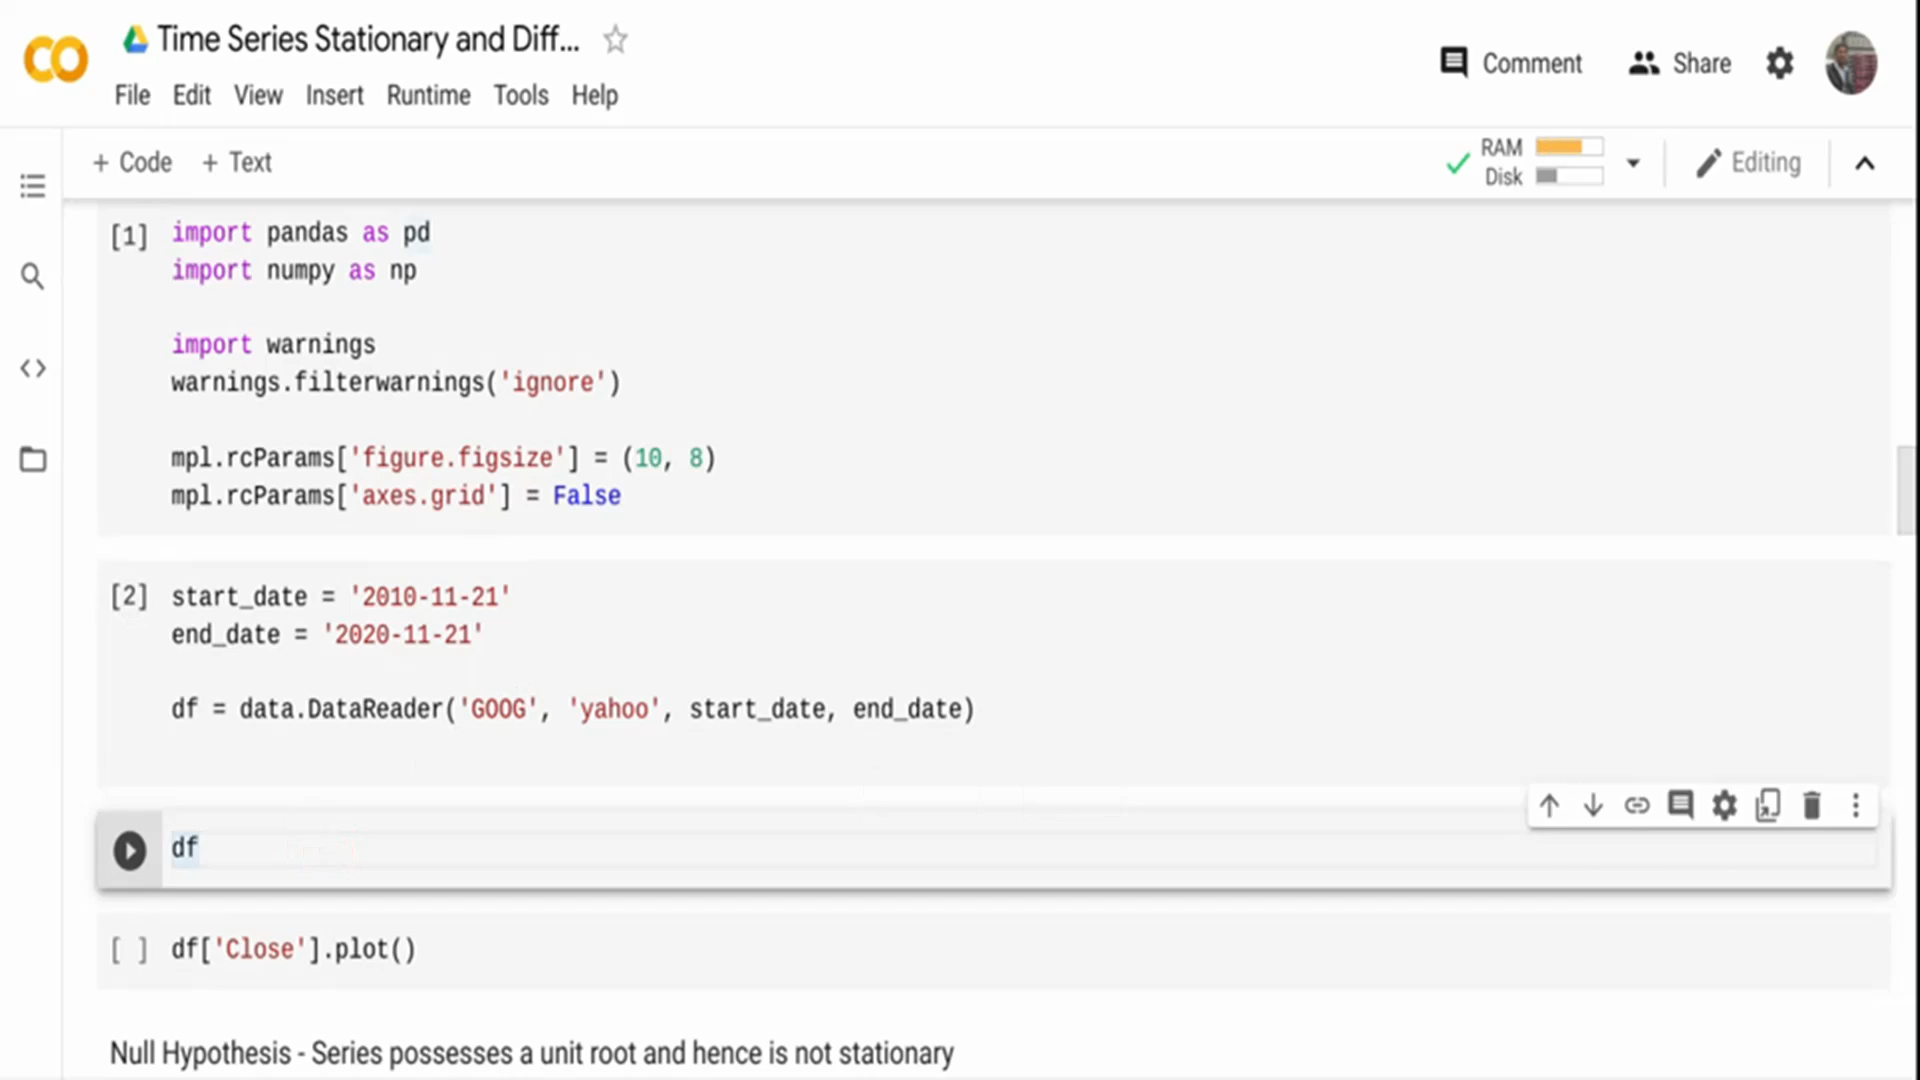 Time Series Stationary and Diff...
File Edit View Insert Runtime Tools Help
Comment Share
+ Code + Text
RAM
Disk
Editing
[1] import pandas as pd
import numpy as np
import warnings
warnings.filterwarnings('ignore')
mpl.rcParams['figure.figsize'] = (10, 8)
mpl.rcParams['axes.grid'] = False
[2] start_date = '2010-11-21'
end_date = '2020-11-21'
df = data.DataReader('GOOG', 'yahoo', start_date, end_date)
df
[ ] df['Close'].plot()
Null Hypothesis - Series possesses a unit root and hence is not stationary